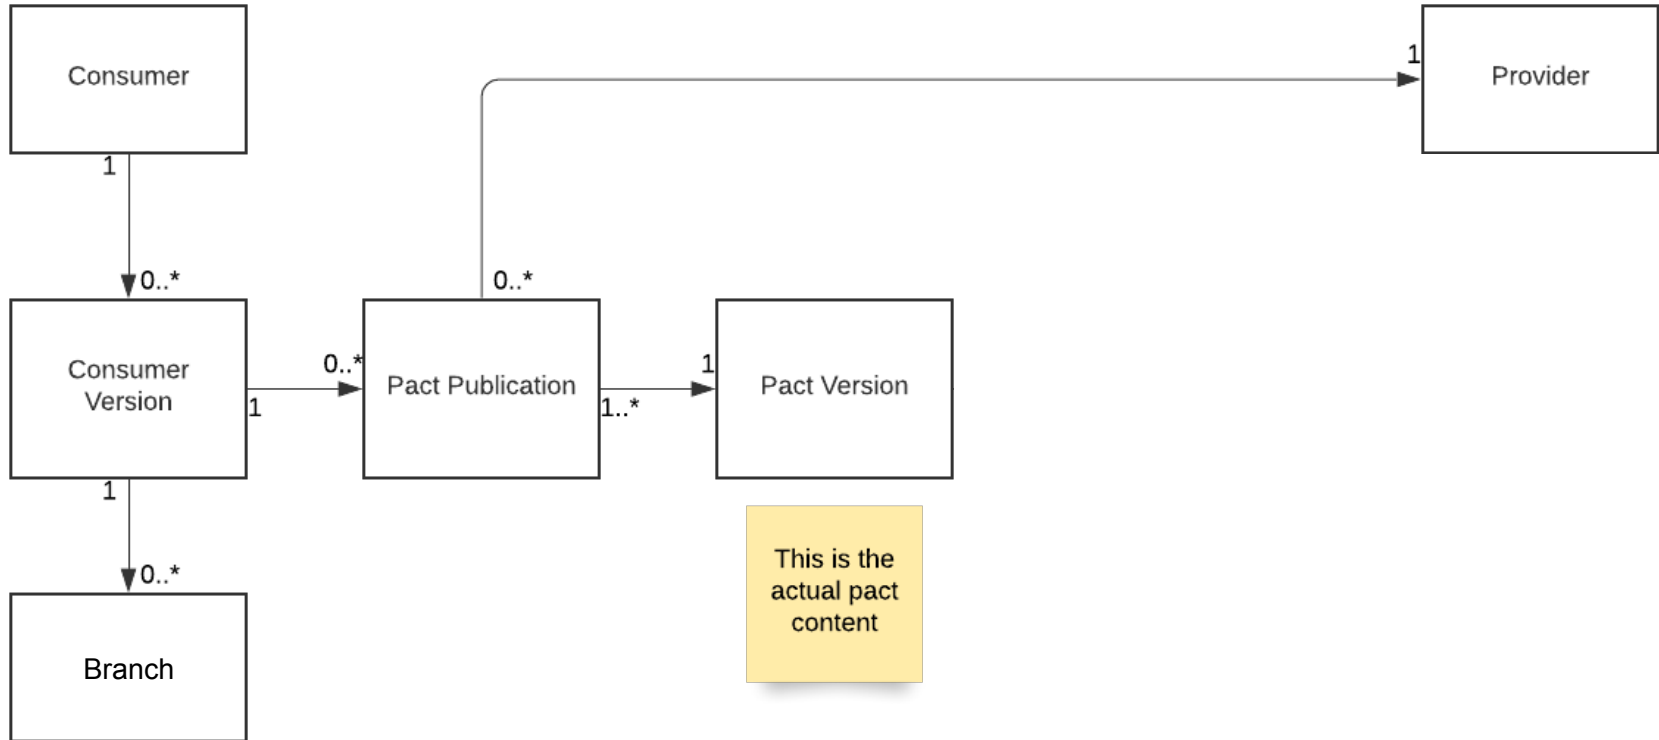 Consumer
1
Provider
1
0..*
0..*
Consumer
Version
1
0..*
Pact Publication
1..*
1
Pact Version
1
0..*
This is the
actual pact
content
Branch